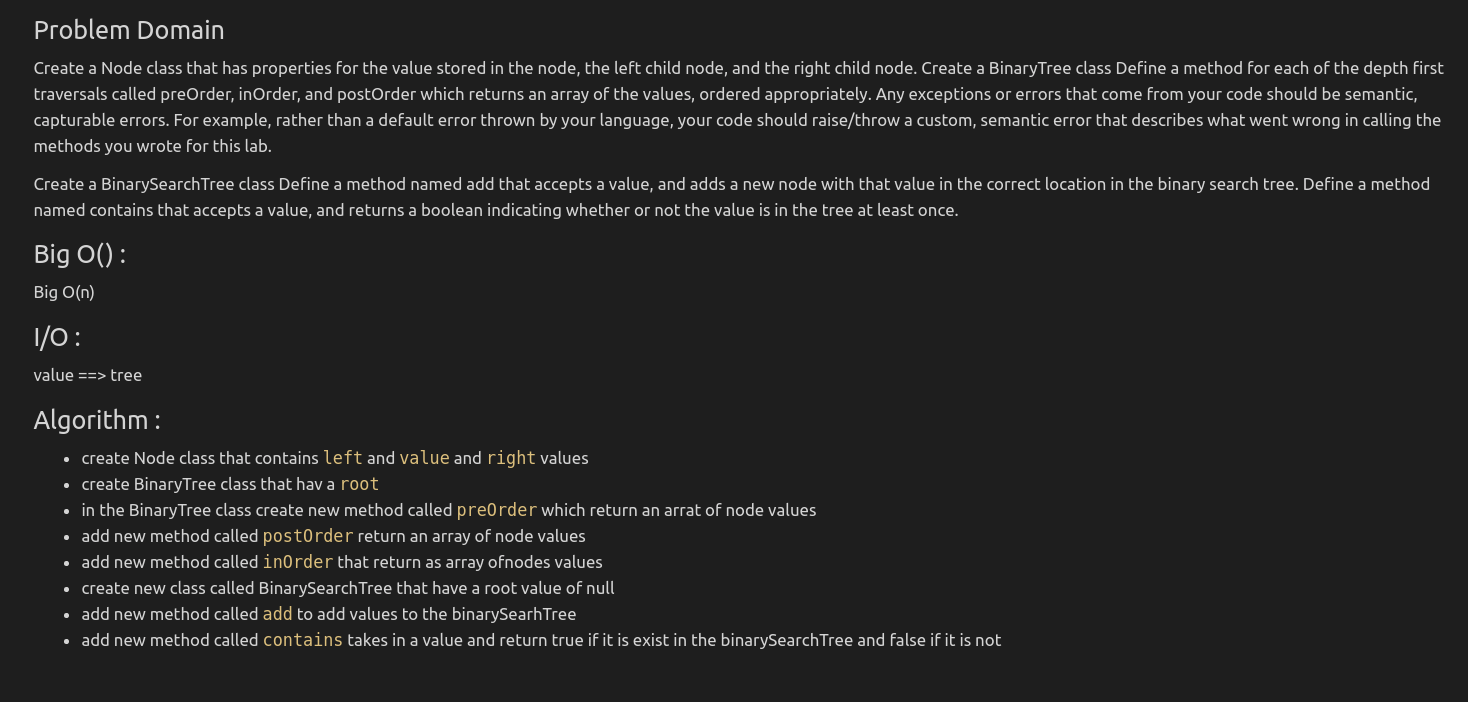 Problem Domain
Create a Node class that has properties for the value stored in the node, the left child node, and the right child node. Create a BinaryTree class Define a method for each of the depth first
traversals called preOrder, inOrder, and postOrder which returns an array of the values, ordered appropriately. Any exceptions or errors that come from your code should be semantic,
capturable errors. For example, rather than a default error thrown by your language, your code should raise/throw a custom, semantic error that describes what went wrong in calling the
methods you wrote for this lab.
Create a BinarySearchTree class Define a method named add that accepts a value, and adds a new node with that value in the correct location in the binary search tree. Define a method
named contains that accepts a value, and returns a boolean indicating whether or not the value is in the tree at least once.
Big O() :
Big O(n)
I/O :
value ==> tree
Algorithm :
• create Node class that contains left and value and right values
• create BinaryTree class that hav a root
• in the BinaryTree class create new method called preOrder which return an arrat of node values
• add new method called postOrder return an array of node values
• add new method called inOrder that return as array ofnodes values
• create new class called BinarySearchTree that have a root value of null
• add new method called add to add values to the binarySearhTree
• add new method called contains takes in a value and return true if it is exist in the binarySearchTree and false if it is not